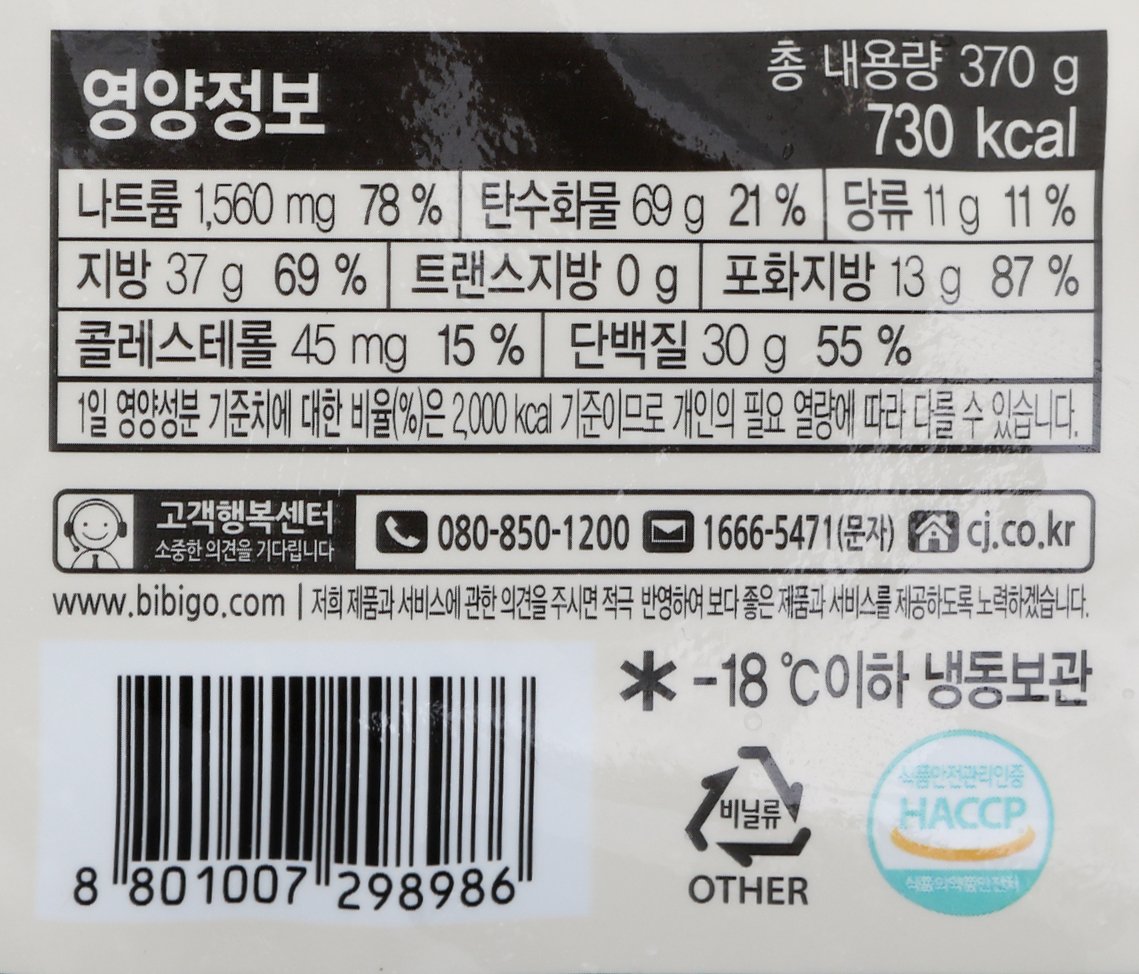 영양정보
총 내용량 370 g
730 kcal
나트륨 1,560 mg 78 % 탄수화물 69 g 21 % 당류 11 g 11 %
지방 37 g 69 % 트랜스지방 0 g 포화지방 13 g 87 %
콜레스테롤 45 mg 15 % 단백질 30 g 55 %
1일 영양성분 기준치에 대한 비율(%)은 2,000 kcal 기준이므로 개인의 필요 열량에 따라 다를 수 있습니다.
고객행복센터
소중한 의견을 기다립니다
080-850-1200 1666-5471(문자) cj.co.kr
www.bibigo.com | 저희 제품과 서비스에 관한 의견을 주시면 적극 반영하여 보다 좋은 제품과 서비스를 제공하도록 노력하겠습니다.
* -18 ℃이하 냉동보관
비닐류
OTHER
식품안전관리인증
HACCP
식품의약품안전처
8 801007 298986